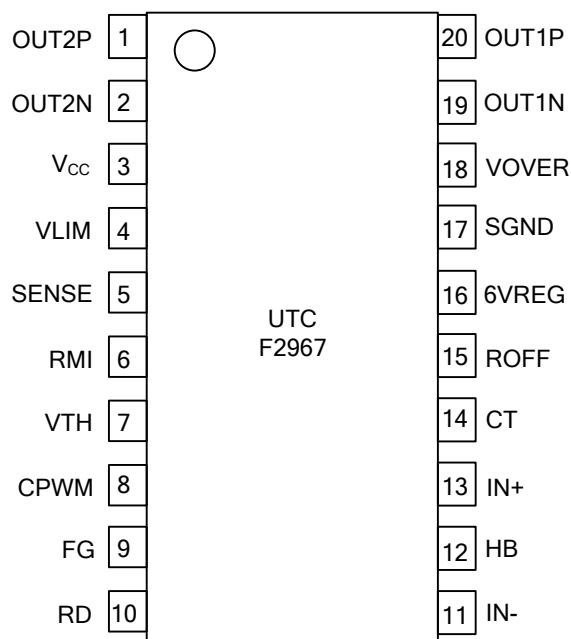 OUT2P 1 20 OUT1P
OUT2N 2 19 OUT1N
VCC 3 18 VOVER
VLIM 4 17 SGND
SENSE 5 16 6VREG
UTC
F2967
RMI 6 15 ROFF
VTH 7 14 CT
CPWM 8 13 IN+
FG 9 12 HB
RD 10 11 IN-